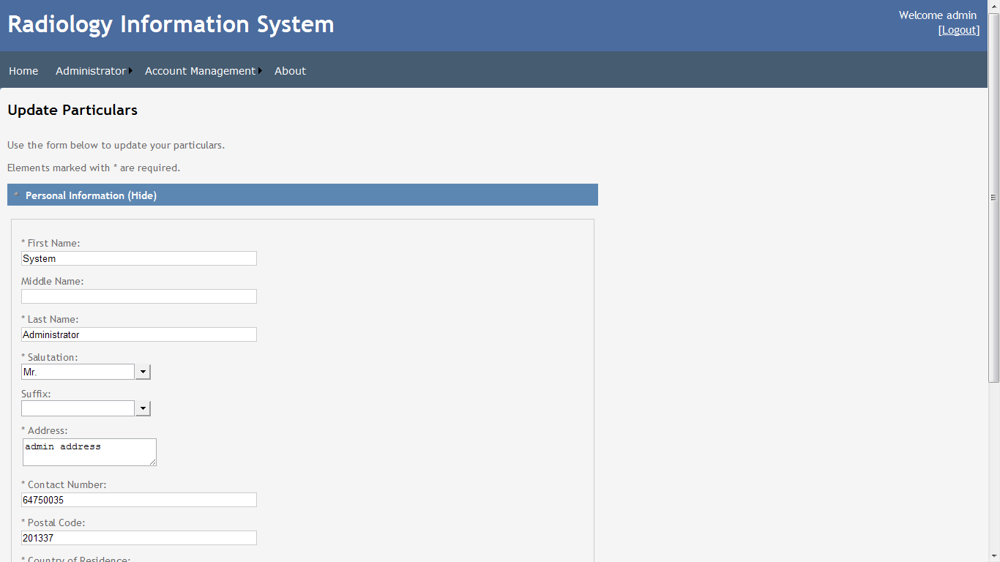 Radiology Information System
Welcome admin
[Logout]
Home Administrator Account Management About
Update Particulars
Use the form below to update your particulars.
Elements marked with * are required.
Personal Information (Hide)
* First Name:
System
Middle Name:
* Last Name:
Administrator
* Salutation:
Mr.
Suffix:
* Address:
admin address
* Contact Number:
64750035
* Postal Code:
201337
* Country of Residence: